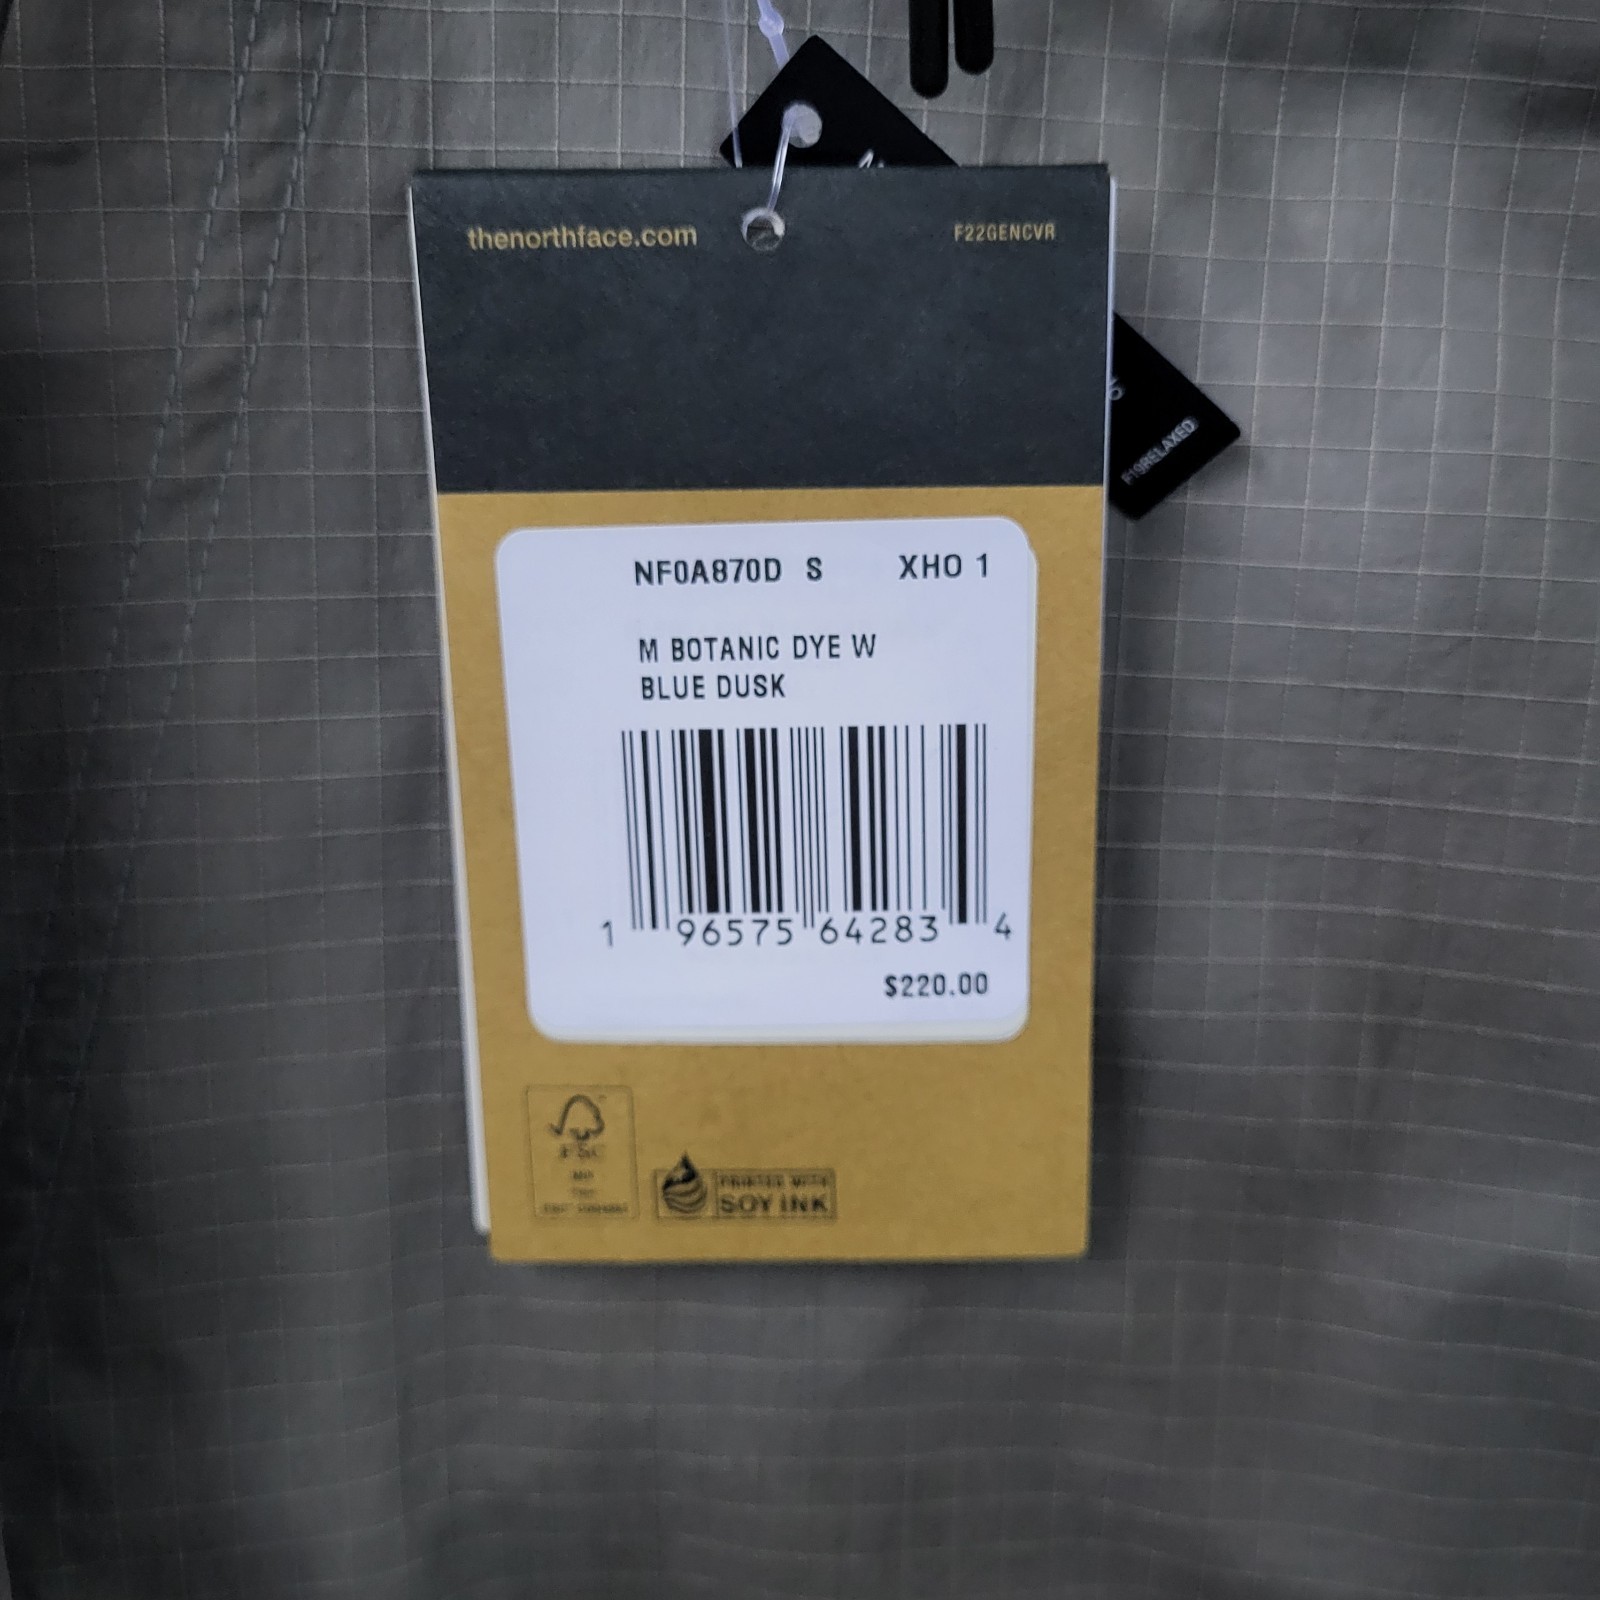 thenorthface.com F22GENCVR
F19RELAXED
NF0A870D S XHO 1
M BOTANIC DYE W
BLUE DUSK
1 96575 64283 4
$220.00
FSC
PRINTED WITH
SOY INK